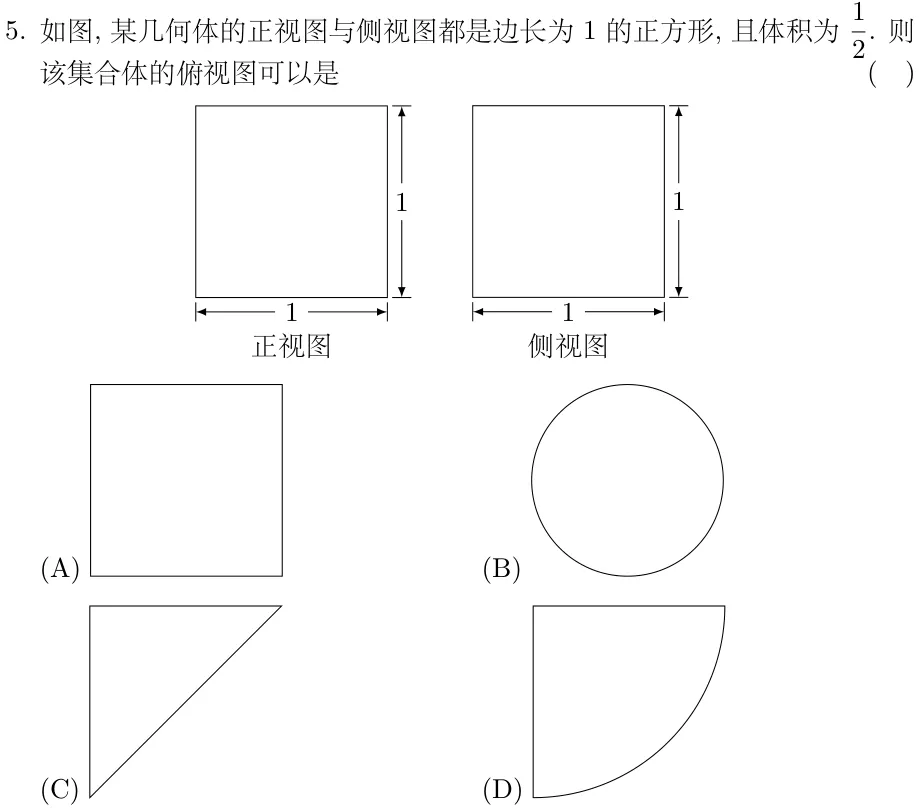 5. 如图, 某几何体的正视图与侧视图都是边长为 1 的正方形, 且体积为 1/2. 则
该集合体的俯视图可以是 ( )
1 1
1 1
正视图 侧视图
(A) (B)
(C) (D)